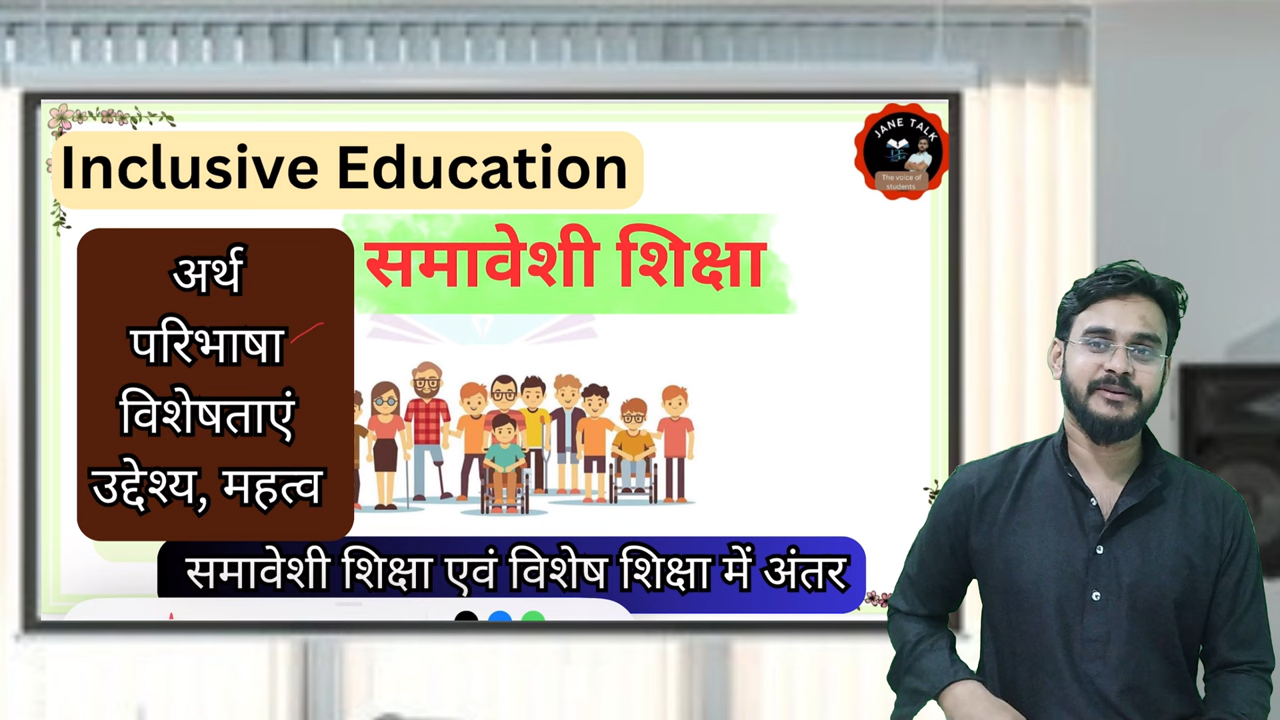 Inclusive Education
JANE TALK
The voice of
students
समावेशी शिक्षा
अर्थ
परिभाषा
विशेषताएं
उद्देश्य, महत्व
समावेशी शिक्षा एवं विशेष शिक्षा में अंतर